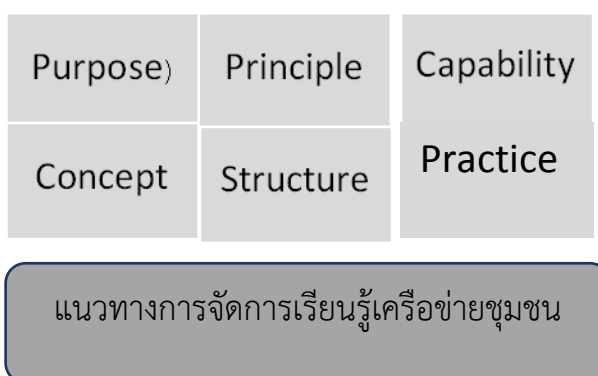 Purpose) Principle Capability
Concept Structure Practice
แนวทางการจัดการเรียนรู้เครือข่ายชุมชน